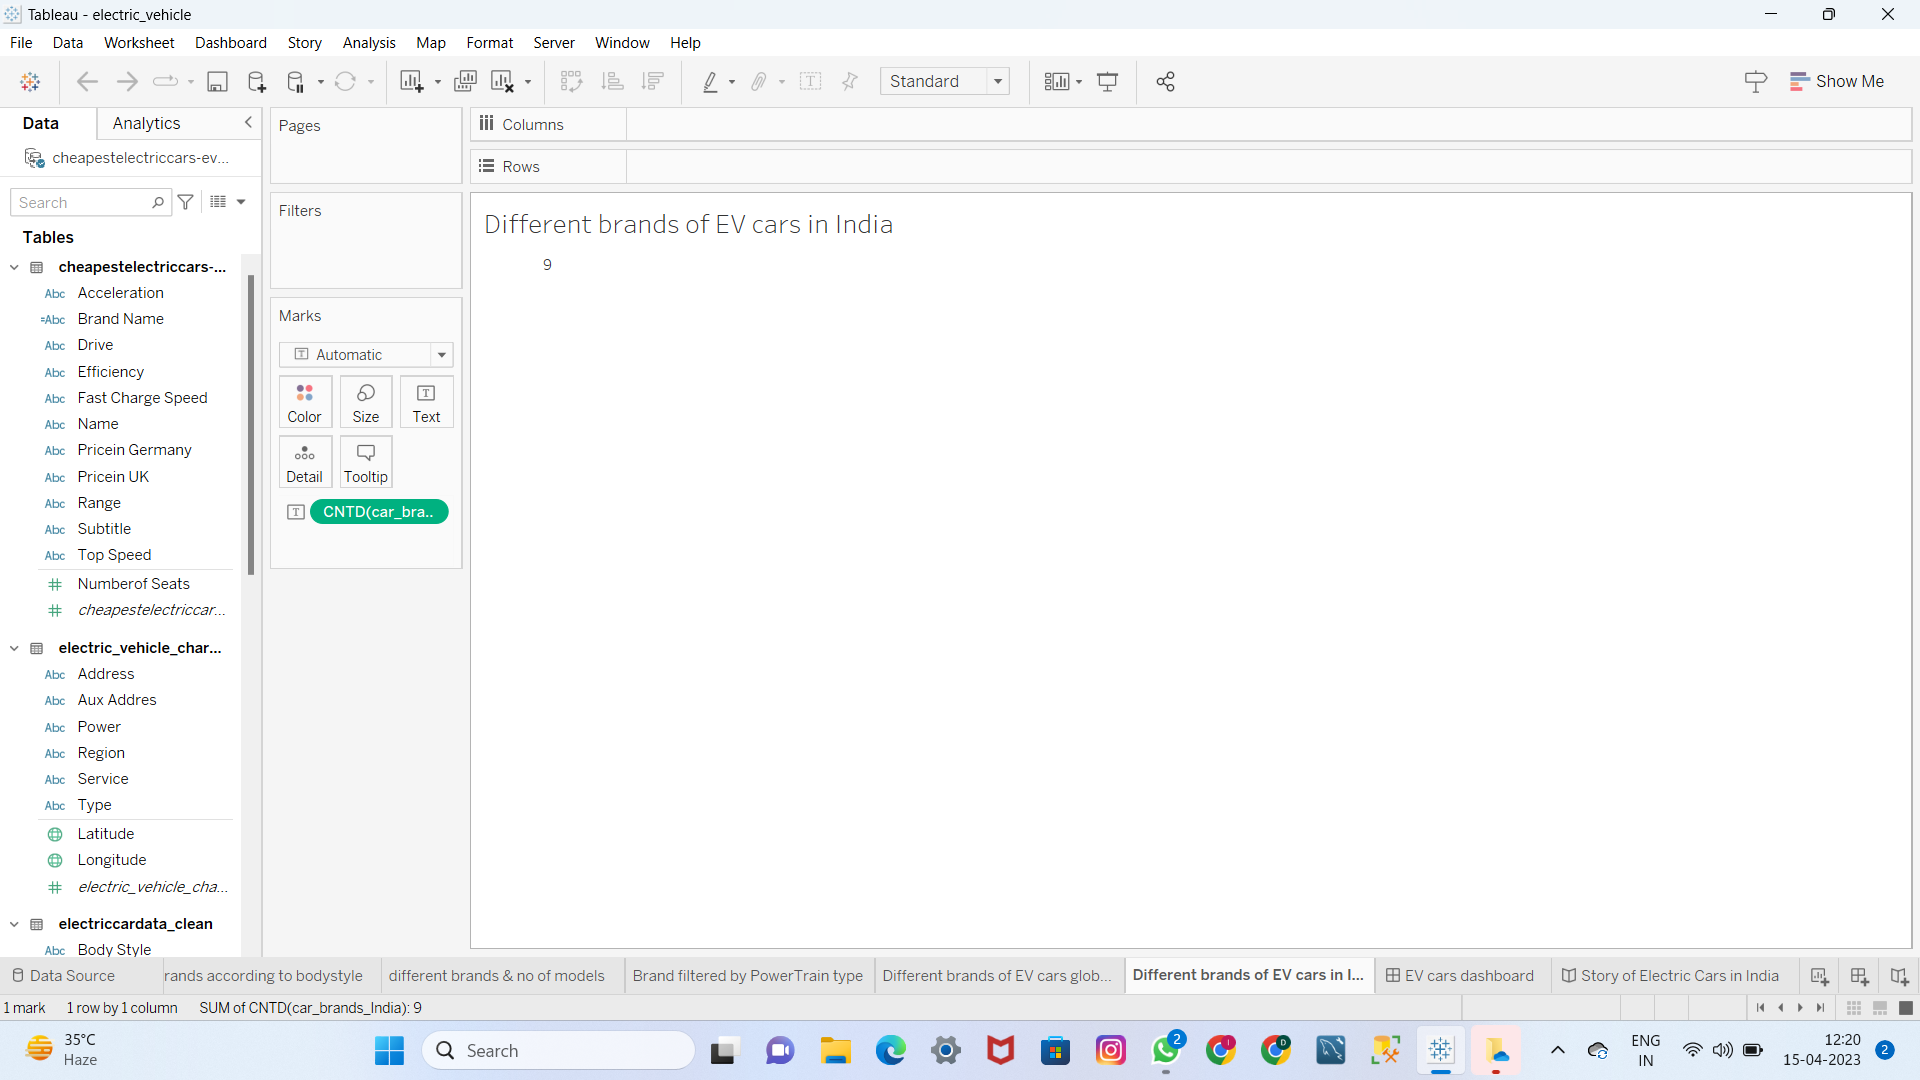 Tableau - electric_vehicle
File Data Worksheet Dashboard Story Analysis Map Format Server Window Help
Standard
Show Me
Data Analytics
cheapestelectriccars-ev...
Search
Tables
cheapestelectriccars-...
Abc Acceleration
=Abc Brand Name
Abc Drive
Abc Efficiency
Abc Fast Charge Speed
Abc Name
Abc Pricein Germany
Abc Pricein UK
Abc Range
Abc Subtitle
Abc Top Speed
Numberof Seats
cheapestelectriccar...
electric_vehicle_char...
Abc Address
Abc Aux Addres
Abc Power
Abc Region
Abc Service
Abc Type
Latitude
Longitude
electric_vehicle_cha...
electriccardata_clean
Abc Body Style
Pages
Filters
Marks
Automatic
Color Size Text
Detail Tooltip
CNTD(car_bra..
Columns
Rows
Different brands of EV cars in India
9
Data Source rands according to bodystyle different brands & no of models Brand filtered by PowerTrain type Different brands of EV cars glob... Different brands of EV cars in I... EV cars dashboard Story of Electric Cars in India
1 mark 1 row by 1 column SUM of CNTD(car_brands_India): 9
35°C
Haze
Search
2
ENG
IN
12:20
15-04-2023
2